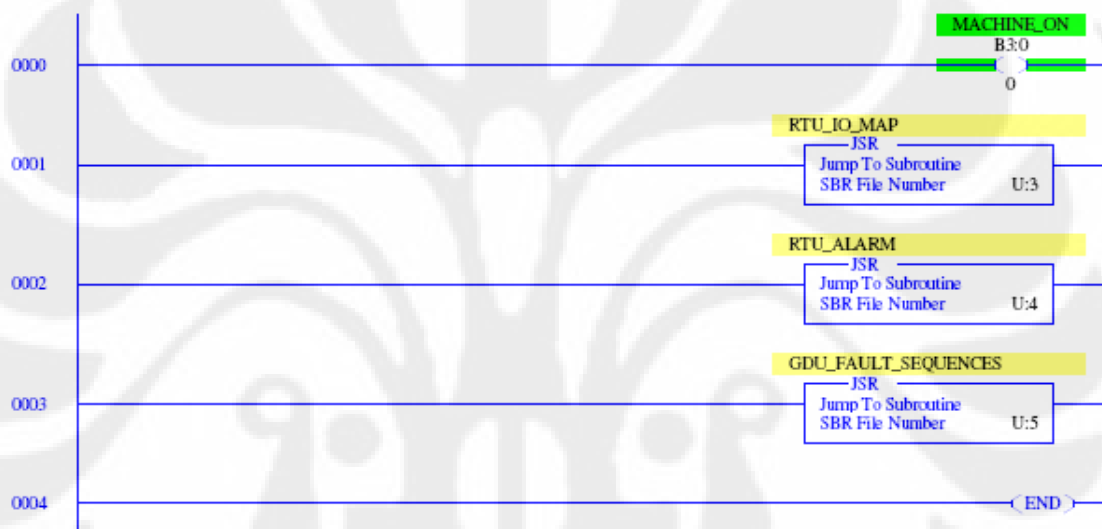 MACHINE_ON
B3:0
0000
0
RTU_IO_MAP
JSR
0001
Jump To Subroutine
SBR File Number U:3
RTU_ALARM
JSR
0002
Jump To Subroutine
SBR File Number U:4
GDU_FAULT_SEQUENCES
JSR
0003
Jump To Subroutine
SBR File Number U:5
0004
END